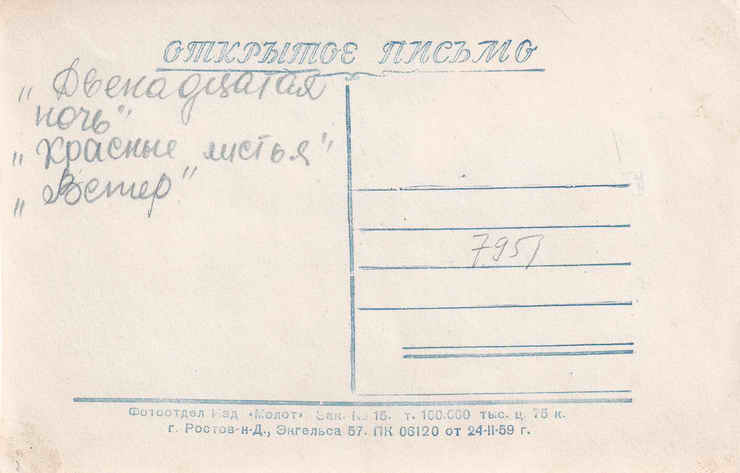 ОТКРЫТОЕ ПИСЬМО
"Двенадцатая
ночь"
"Красные листья"
"Ветер"
7951
Фотоотдел Изд «Молот» Зак. № 16. т. 100.000 тыс. ц. 75 к.
г. Ростов-н-Д., Энгельса 57. ПК 06120 от 24-II-59 г.